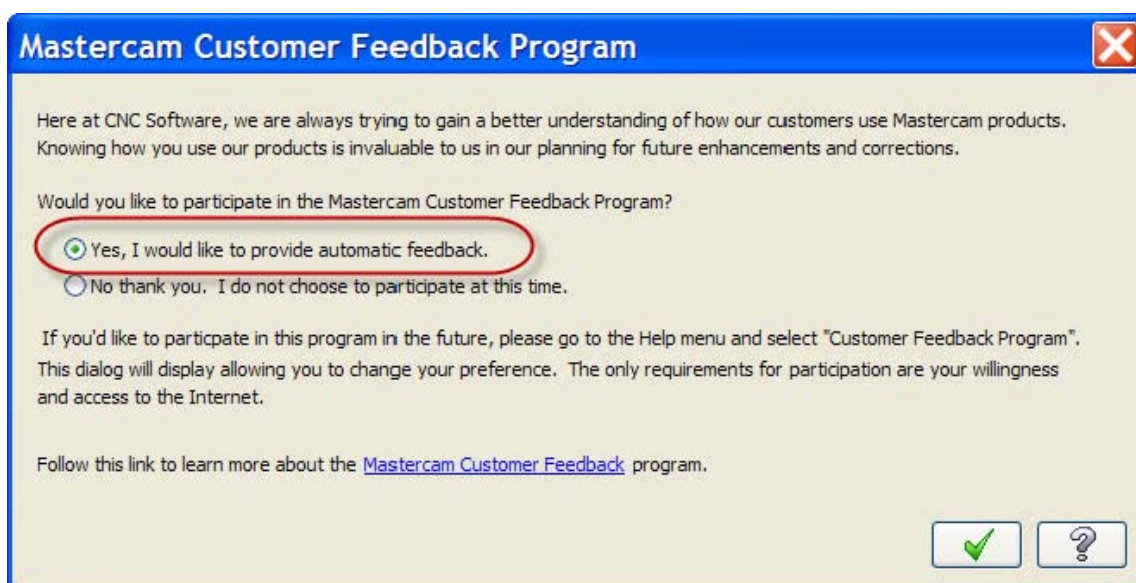 Mastercam Customer Feedback Program
Here at CNC Software, we are always trying to gain a better understanding of how our customers use Mastercam products.
Knowing how you use our products is invaluable to us in our planning for future enhancements and corrections.
Would you like to participate in the Mastercam Customer Feedback Program?
Yes, I would like to provide automatic feedback.
No thank you. I do not choose to participate at this time.
If you'd like to particpate in this program in the future, please go to the Help menu and select "Customer Feedback Program".
This dialog will display allowing you to change your preference. The only requirements for participation are your willingness
and access to the Internet.
Follow this link to learn more about the Mastercam Customer Feedback program.